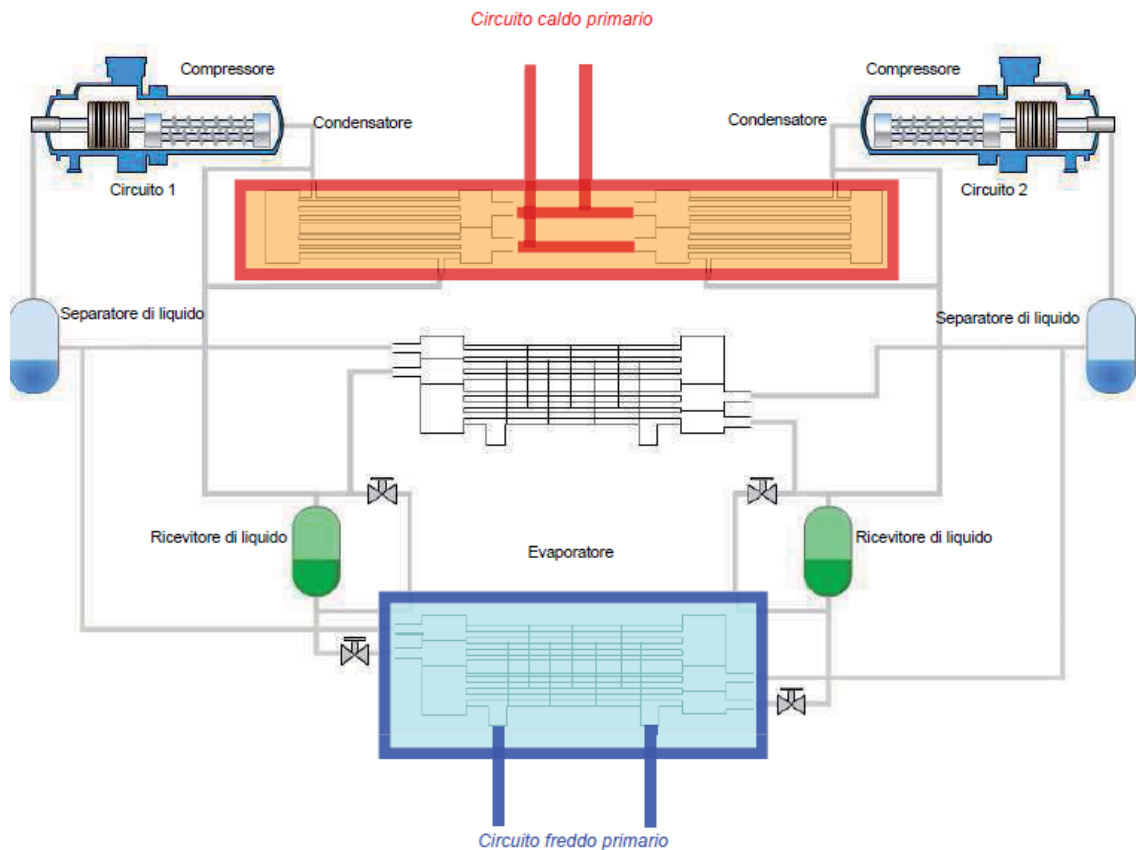 Circuito caldo primario
Compressore
Compressore
Condensatore
Condensatore
Circuito 1
Circuito 2
Separatore di liquido
Separatore di liquido
Ricevitore di liquido
Evaporatore
Ricevitore di liquido
Circuito freddo primario